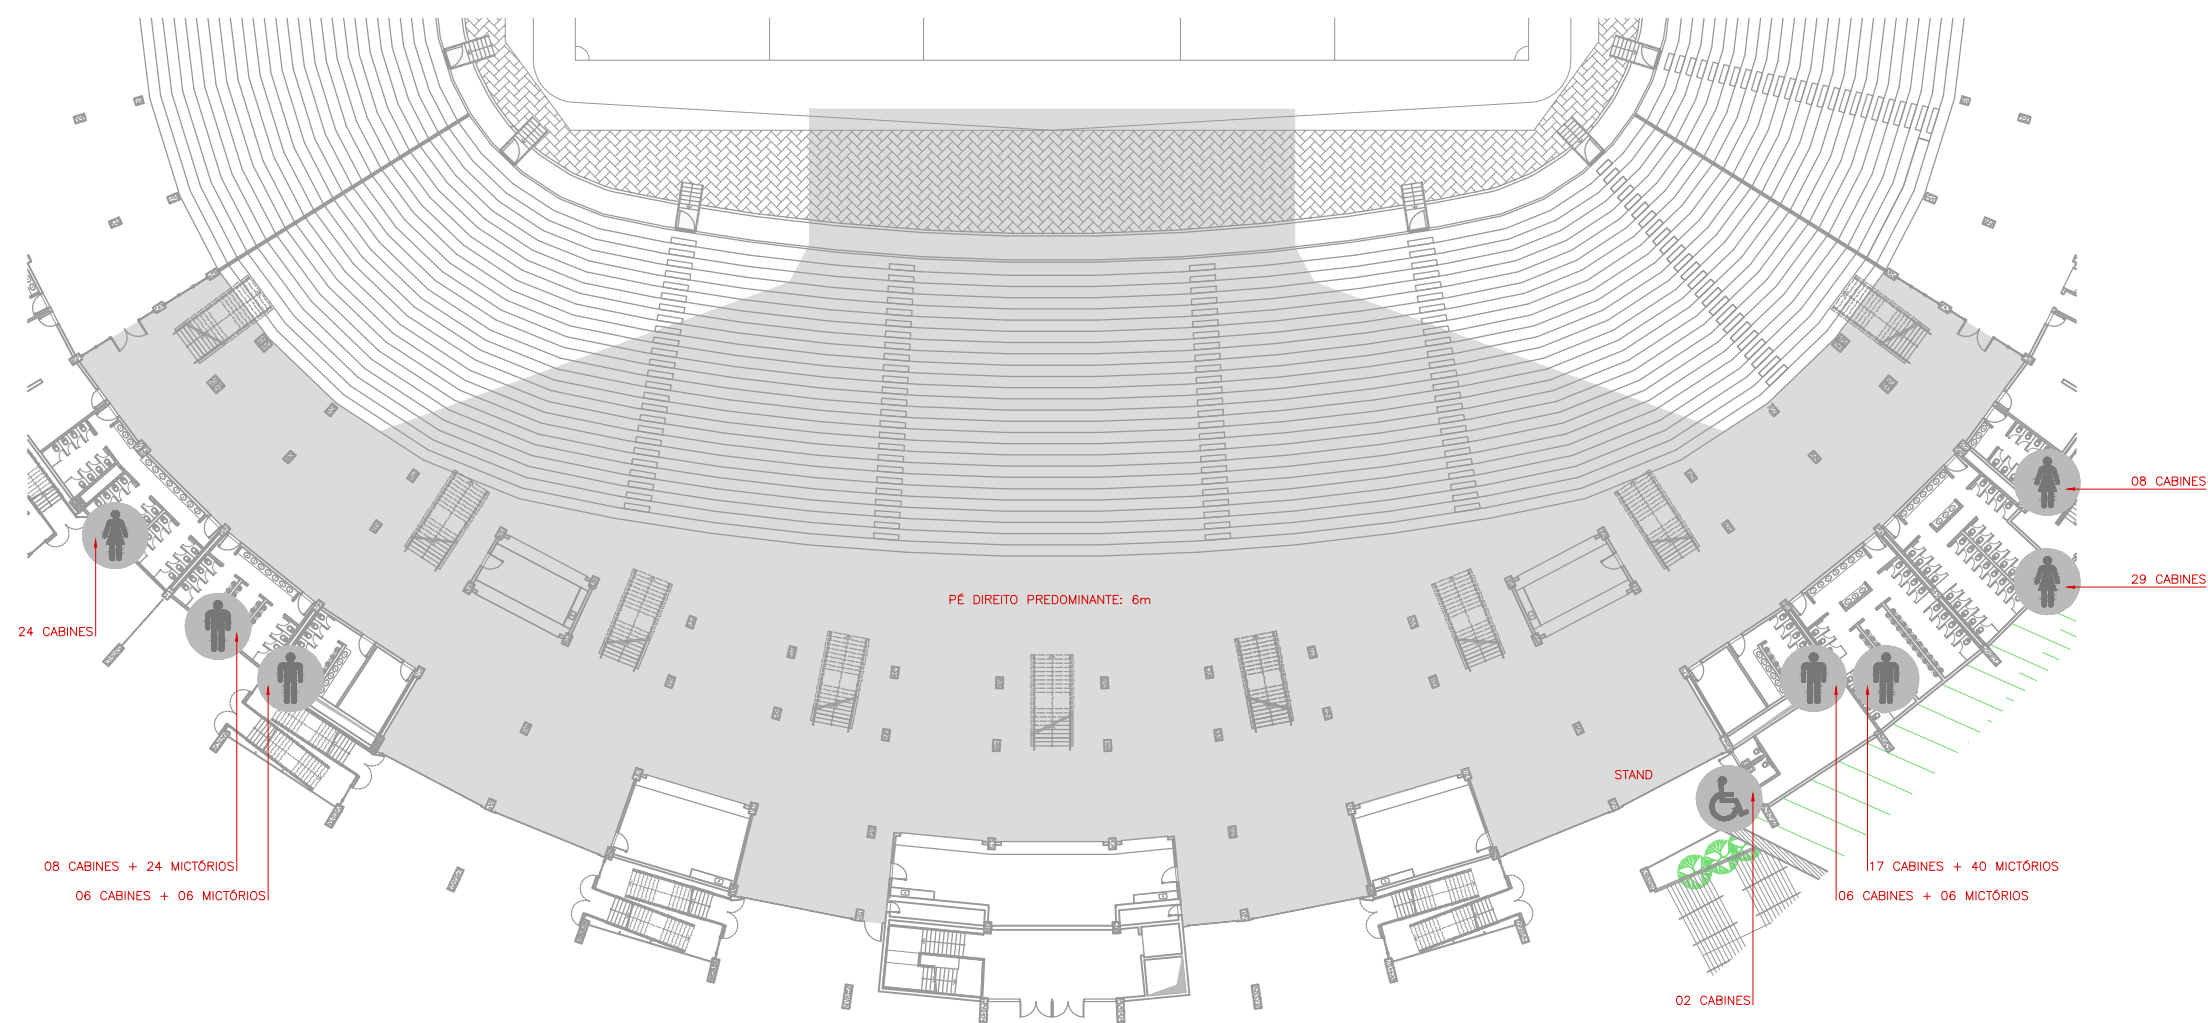 08 CABINES
29 CABINES
PÉ DIREITO PREDOMINANTE: 6m
24 CABINES
STAND
08 CABINES + 24 MICTÓRIOS
17 CABINES + 40 MICTÓRIOS
06 CABINES + 06 MICTÓRIOS
06 CABINES + 06 MICTÓRIOS
02 CABINES